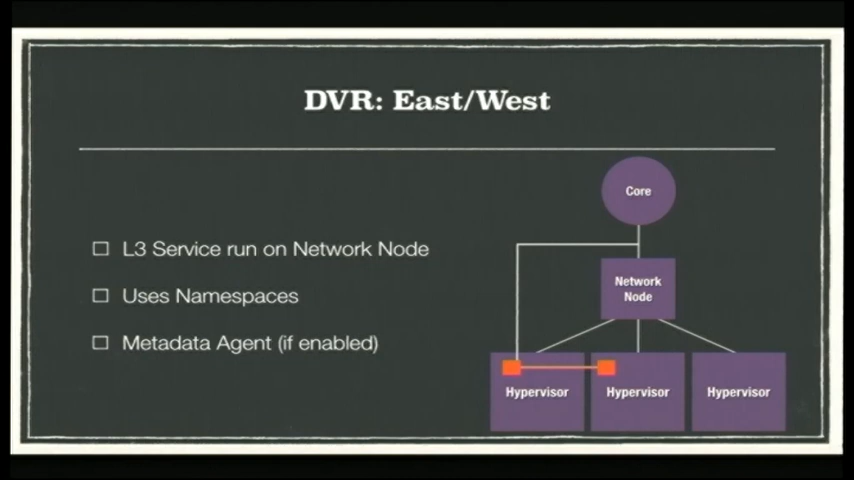 DVR: East/West
L3 Service run on Network Node
Uses Namespaces
Metadata Agent (if enabled)
Core
Network
Node
Hypervisor
Hypervisor
Hypervisor